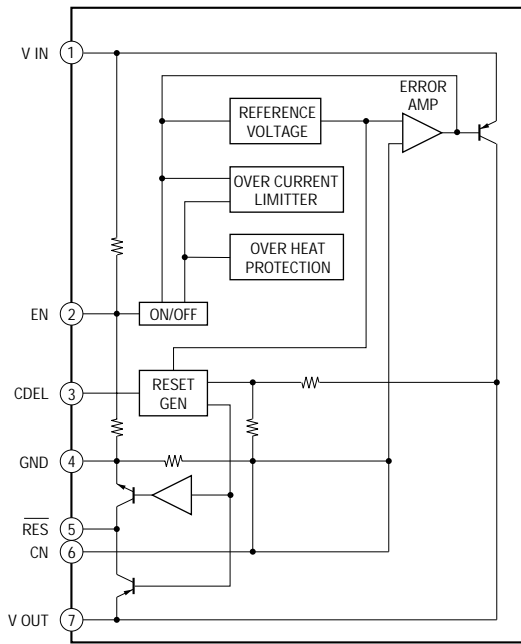 V IN
1
ERROR
AMP
REFERENCE
VOLTAGE
OVER CURRENT
LIMITTER
OVER HEAT
PROTECTION
EN
2
ON/OFF
CDEL
3
RESET
GEN
GND
4
RES
5
CN
6
V OUT
7